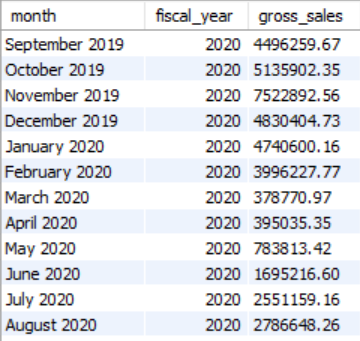 month fiscal_year gross_sales
September 2019 2020 4496259.67
October 2019 2020 5135902.35
November 2019 2020 7522892.56
December 2019 2020 4830404.73
January 2020 2020 4740600.16
February 2020 2020 3996227.77
March 2020 2020 378770.97
April 2020 2020 395035.35
May 2020 2020 783813.42
June 2020 2020 1695216.60
July 2020 2020 2551159.16
August 2020 2020 2786648.26